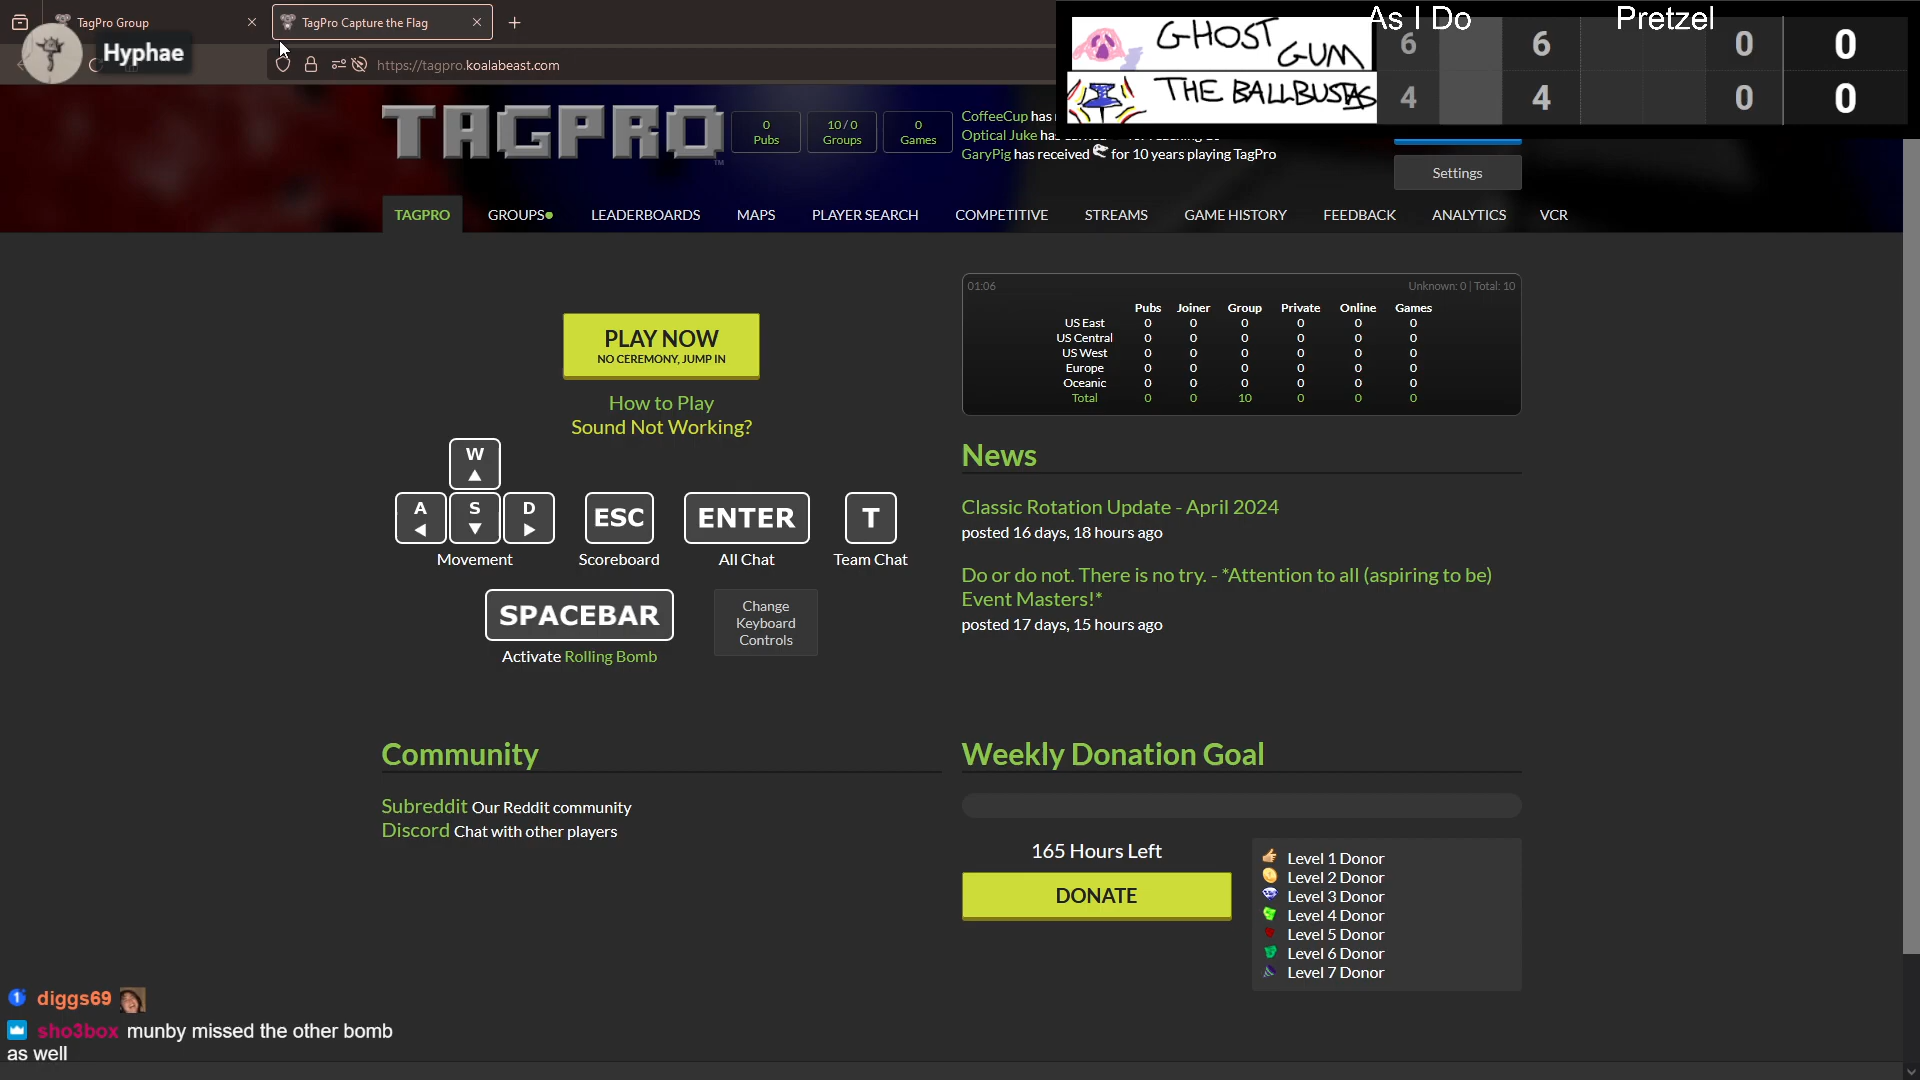 TagPro Group
TagPro Capture the Flag
Hyphae
https://tagpro.koalabeast.com
As I Do
Pretzel
GHOST GUM
6
6
0
0
THE BALLBUSTAS
4
4
0
0
TAGPRO
0
Pubs
10 / 0
Groups
0
Games
CoffeeCup has
Optical Juke has
GaryPig has received for 10 years playing TagPro
Settings
TAGPRO
GROUPS
LEADERBOARDS
MAPS
PLAYER SEARCH
COMPETITIVE
STREAMS
GAME HISTORY
FEEDBACK
ANALYTICS
VCR
PLAY NOW
NO CEREMONY, JUMP IN
How to Play
Sound Not Working?
W
A
S
D
Movement
ESC
Scoreboard
ENTER
All Chat
T
Team Chat
SPACEBAR
Activate Rolling Bomb
Change
Keyboard
Controls
01:06
Unknown: 0 | Total: 10
Pubs Joiner Group Private Online Games
US East 0 0 0 0 0 0
US Central 0 0 0 0 0 0
US West 0 0 0 0 0 0
Europe 0 0 0 0 0 0
Oceanic 0 0 0 0 0 0
Total 0 0 10 0 0 0
News
Classic Rotation Update - April 2024
posted 16 days, 18 hours ago
Do or do not. There is no try. - *Attention to all (aspiring to be)
Event Masters!*
posted 17 days, 15 hours ago
Community
Subreddit Our Reddit community
Discord Chat with other players
Weekly Donation Goal
165 Hours Left
DONATE
Level 1 Donor
Level 2 Donor
Level 3 Donor
Level 4 Donor
Level 5 Donor
Level 6 Donor
Level 7 Donor
diggs69
sho3box munby missed the other bomb
as well